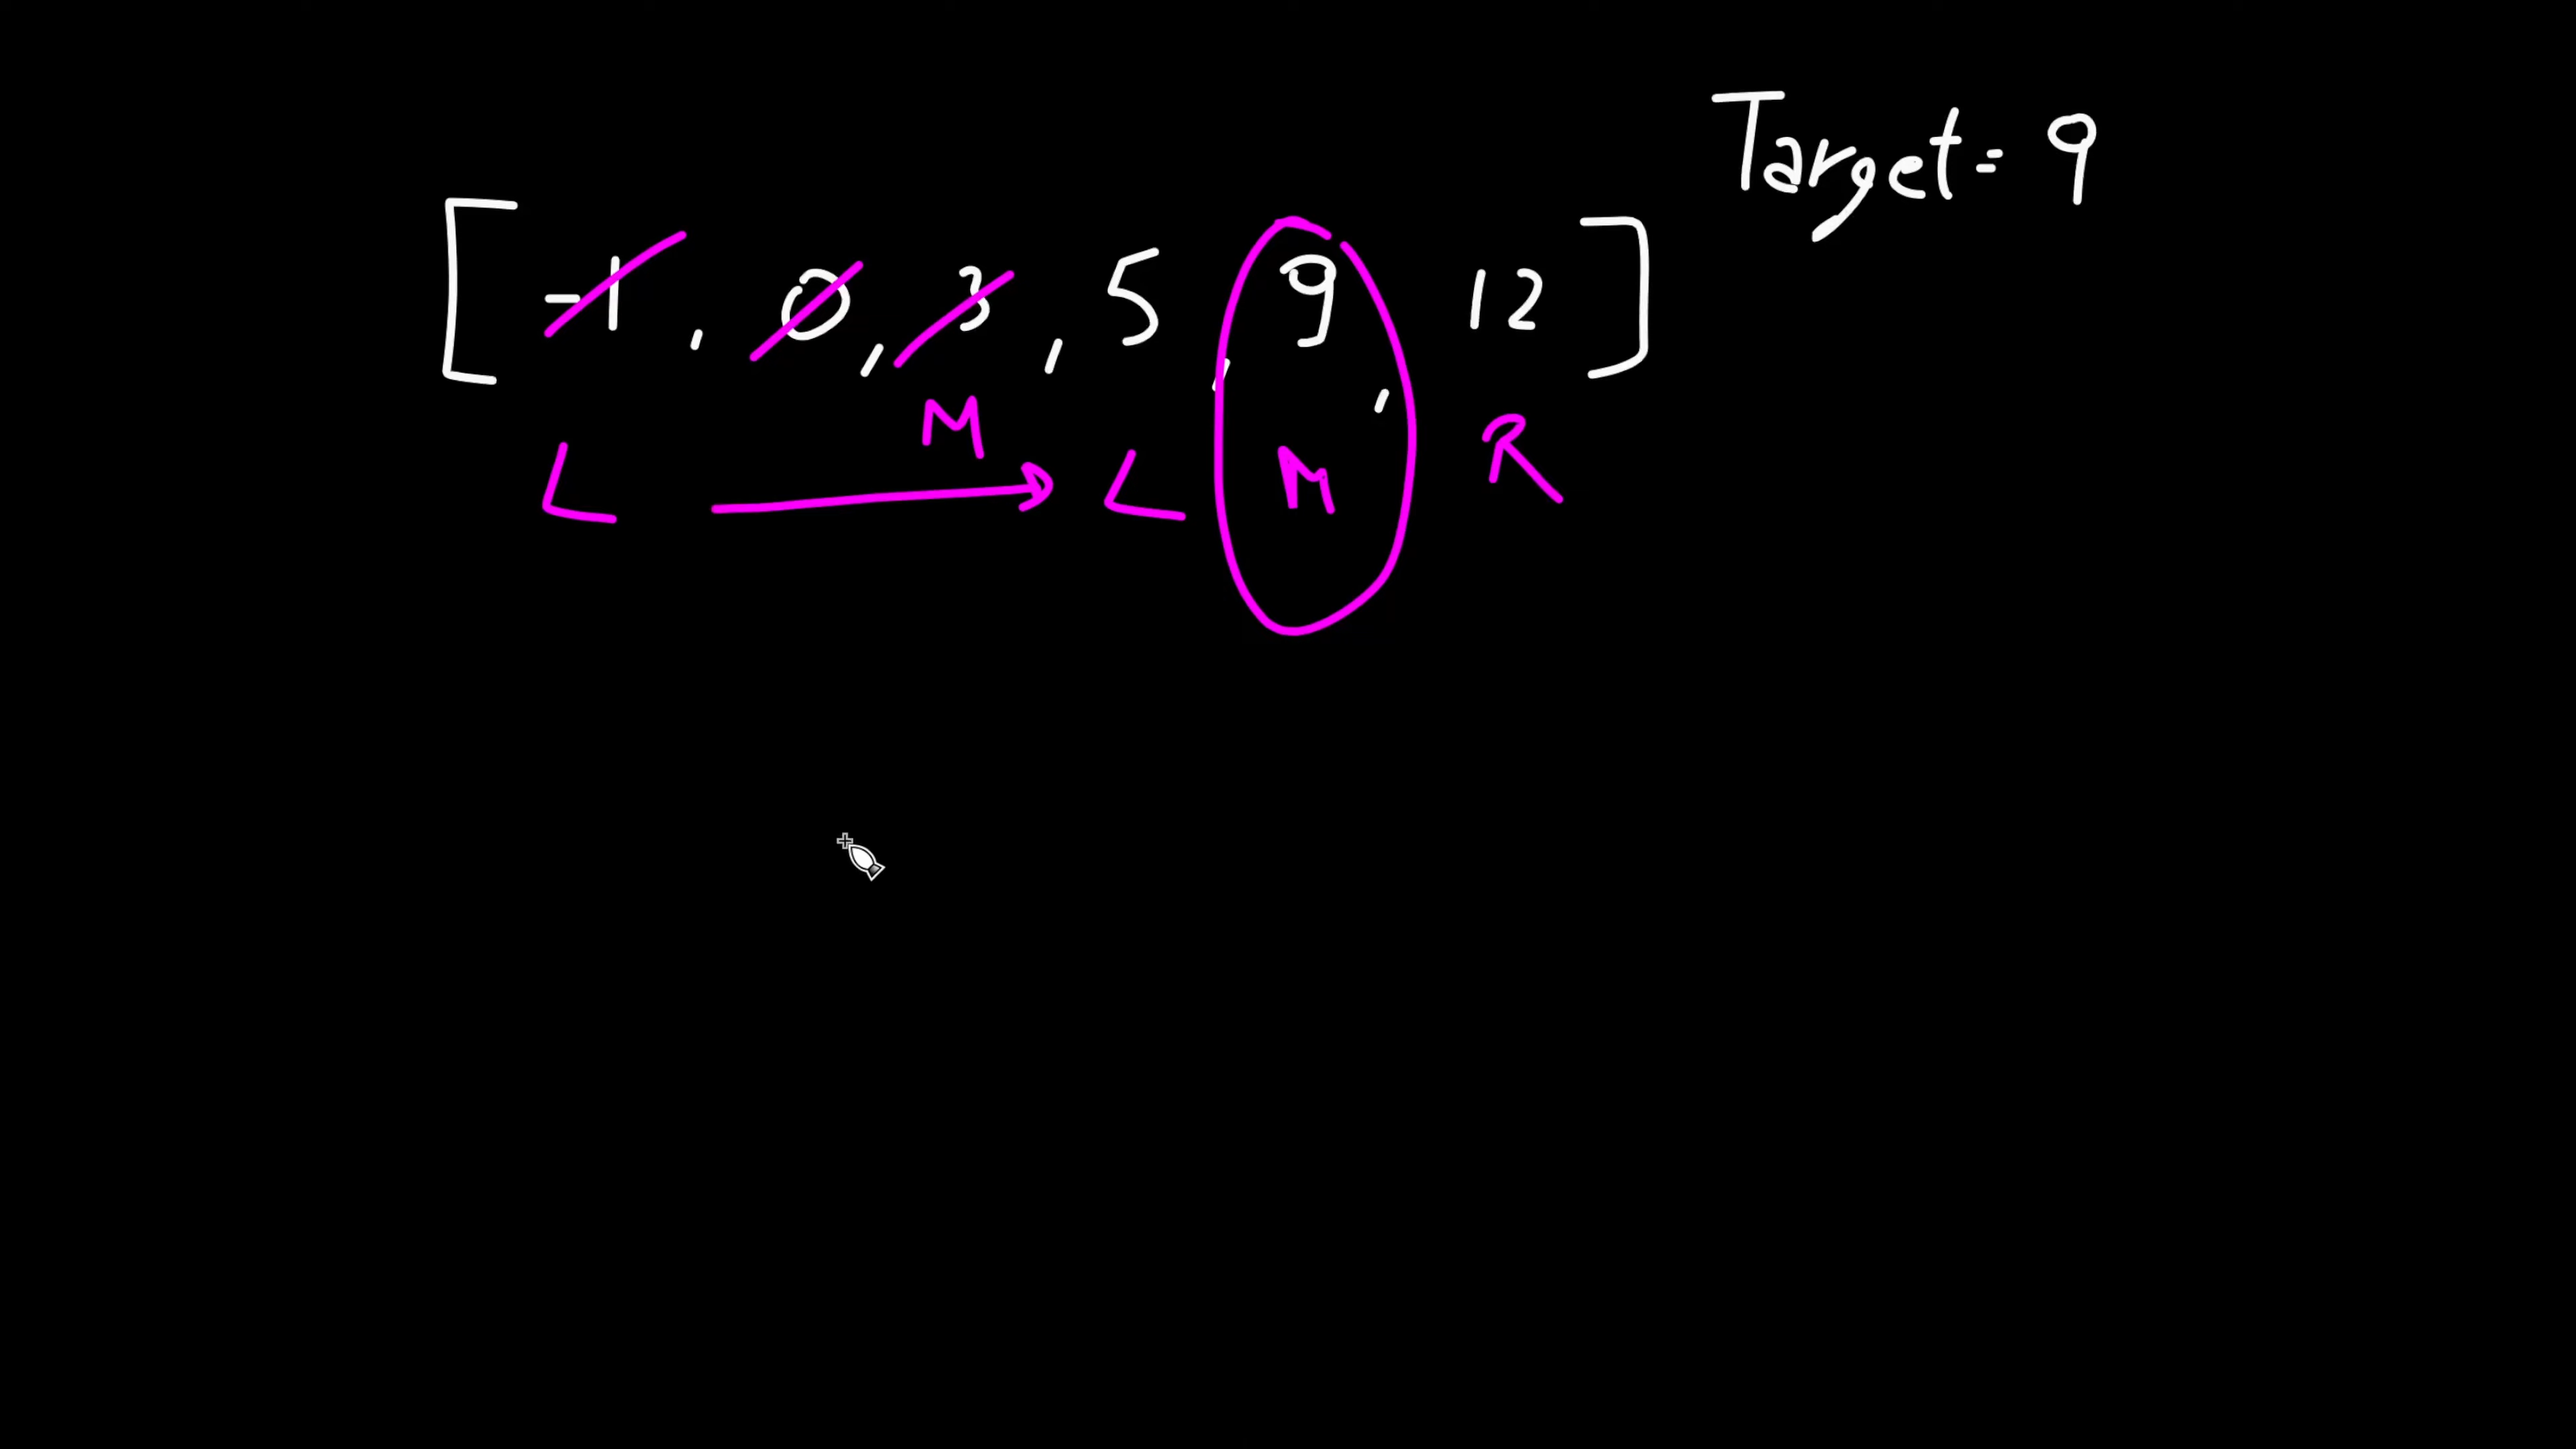 Target = 9
[ -1, 0, 3, 5, 9, 12 ]
M
L L M R